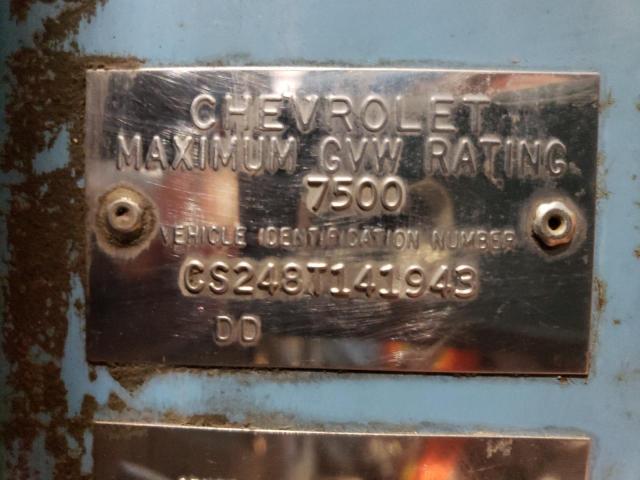 CHEVROLET
MAXIMUM GVW RATING
7500
VEHICLE IDENTIFICATION NUMBER
CS248T141943
DD